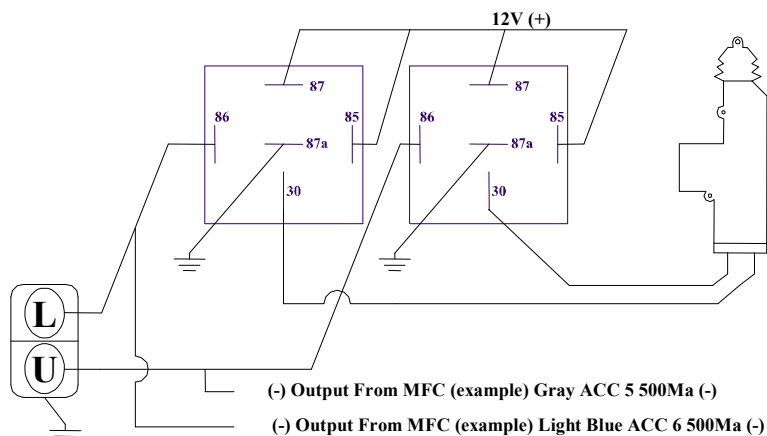 12V (+)
87
87
86
85
86
85
87a
87a
30
30
L
U
(-) Output From MFC (example) Gray ACC 5 500Ma (-)
(-) Output From MFC (example) Light Blue ACC 6 500Ma (-)